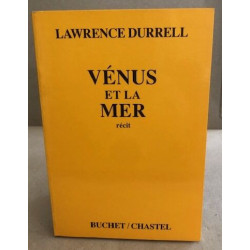 LAWRENCE DURRELL
VÉNUS
ET LA
MER
récit
BUCHET/CHASTEL